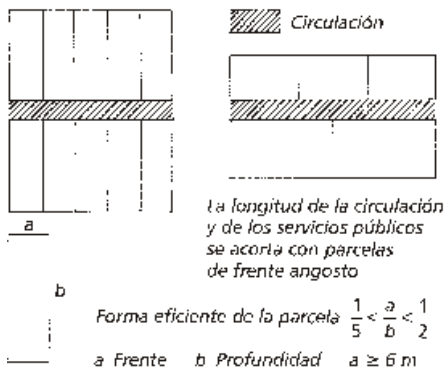 Circulación
La longitud de la circulación
y de los servicios públicos
se acorta con parcelas
de frente angosto
a
b
Forma eficiente de la parcela 1/5 < a/b < 1/2
a Frente b Profundidad a ≥ 6 m